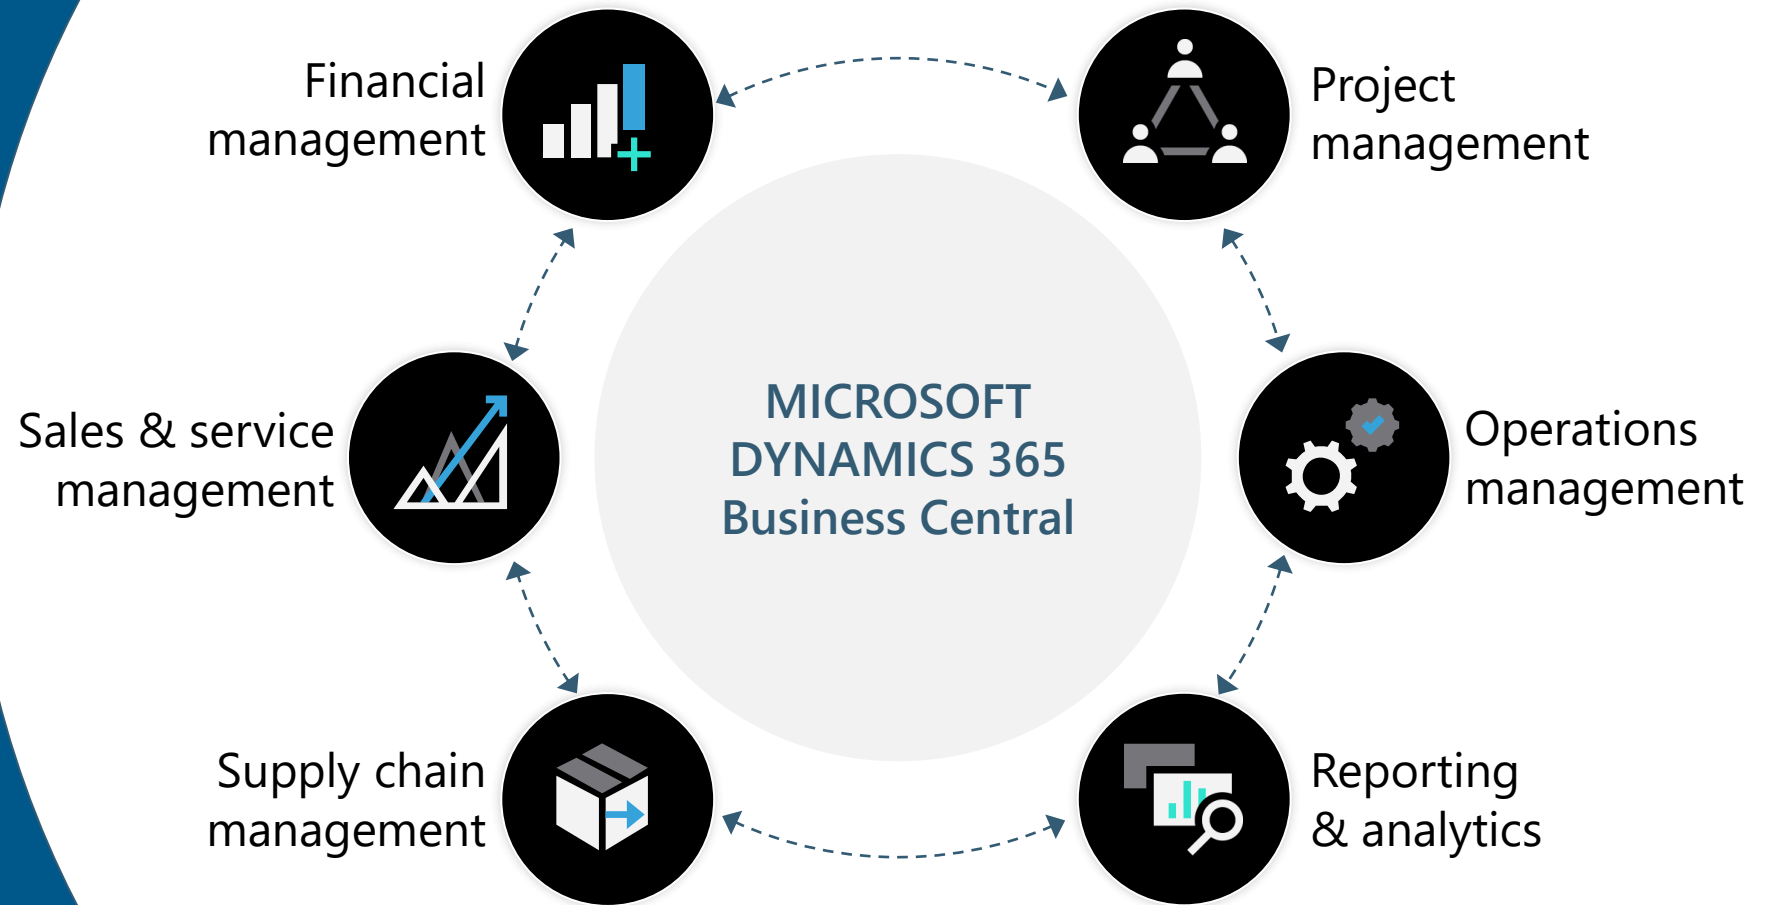 Financial
management
Project
management
Sales & service
management
MICROSOFT
DYNAMICS 365
Business Central
Operations
management
Supply chain
management
Reporting
& analytics